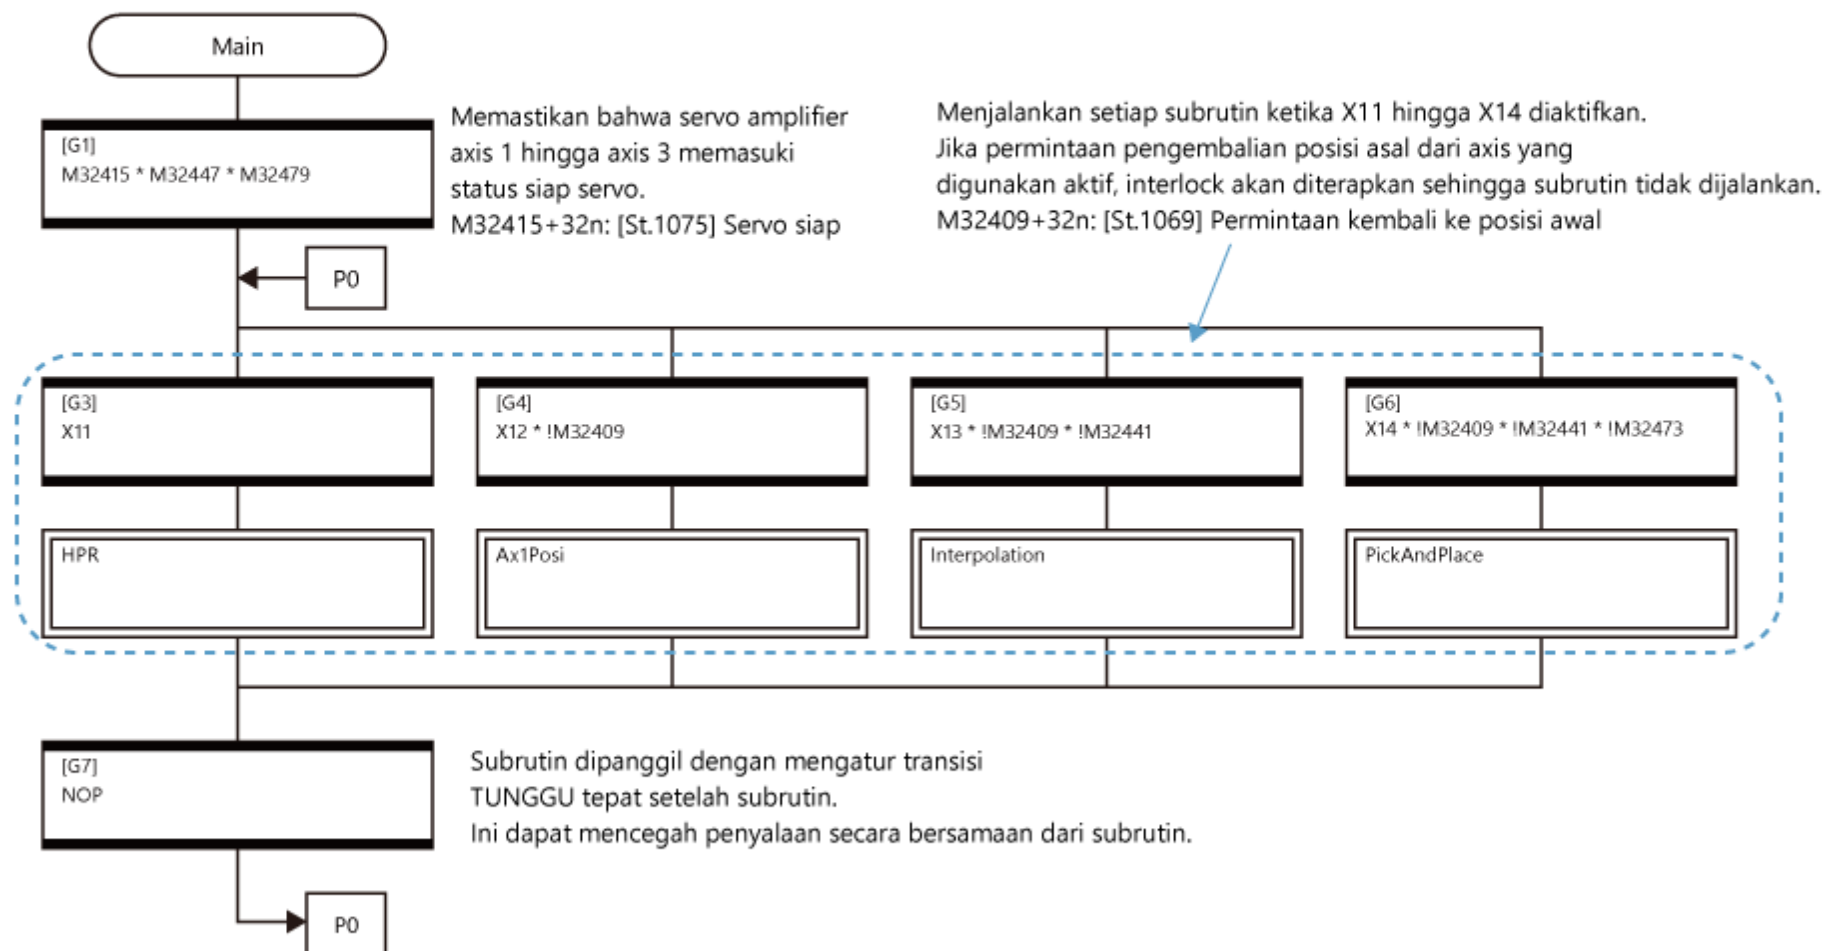 Main
[G1]
M32415 * M32447 * M32479
Memastikan bahwa servo amplifier
axis 1 hingga axis 3 memasuki
status siap servo.
M32415+32n: [St.1075] Servo siap
Menjalankan setiap subrutin ketika X11 hingga X14 diaktifkan.
Jika permintaan pengembalian posisi asal dari axis yang
digunakan aktif, interlock akan diterapkan sehingga subrutin tidak dijalankan.
M32409+32n: [St.1069] Permintaan kembali ke posisi awal
P0
[G3]
X11
[G4]
X12 * !M32409
[G5]
X13 * !M32409 * !M32441
[G6]
X14 * !M32409 * !M32441 * !M32473
HPR
Ax1Posi
Interpolation
PickAndPlace
[G7]
NOP
Subrutin dipanggil dengan mengatur transisi
TUNGGU tepat setelah subrutin.
Ini dapat mencegah penyalaan secara bersamaan dari subrutin.
P0